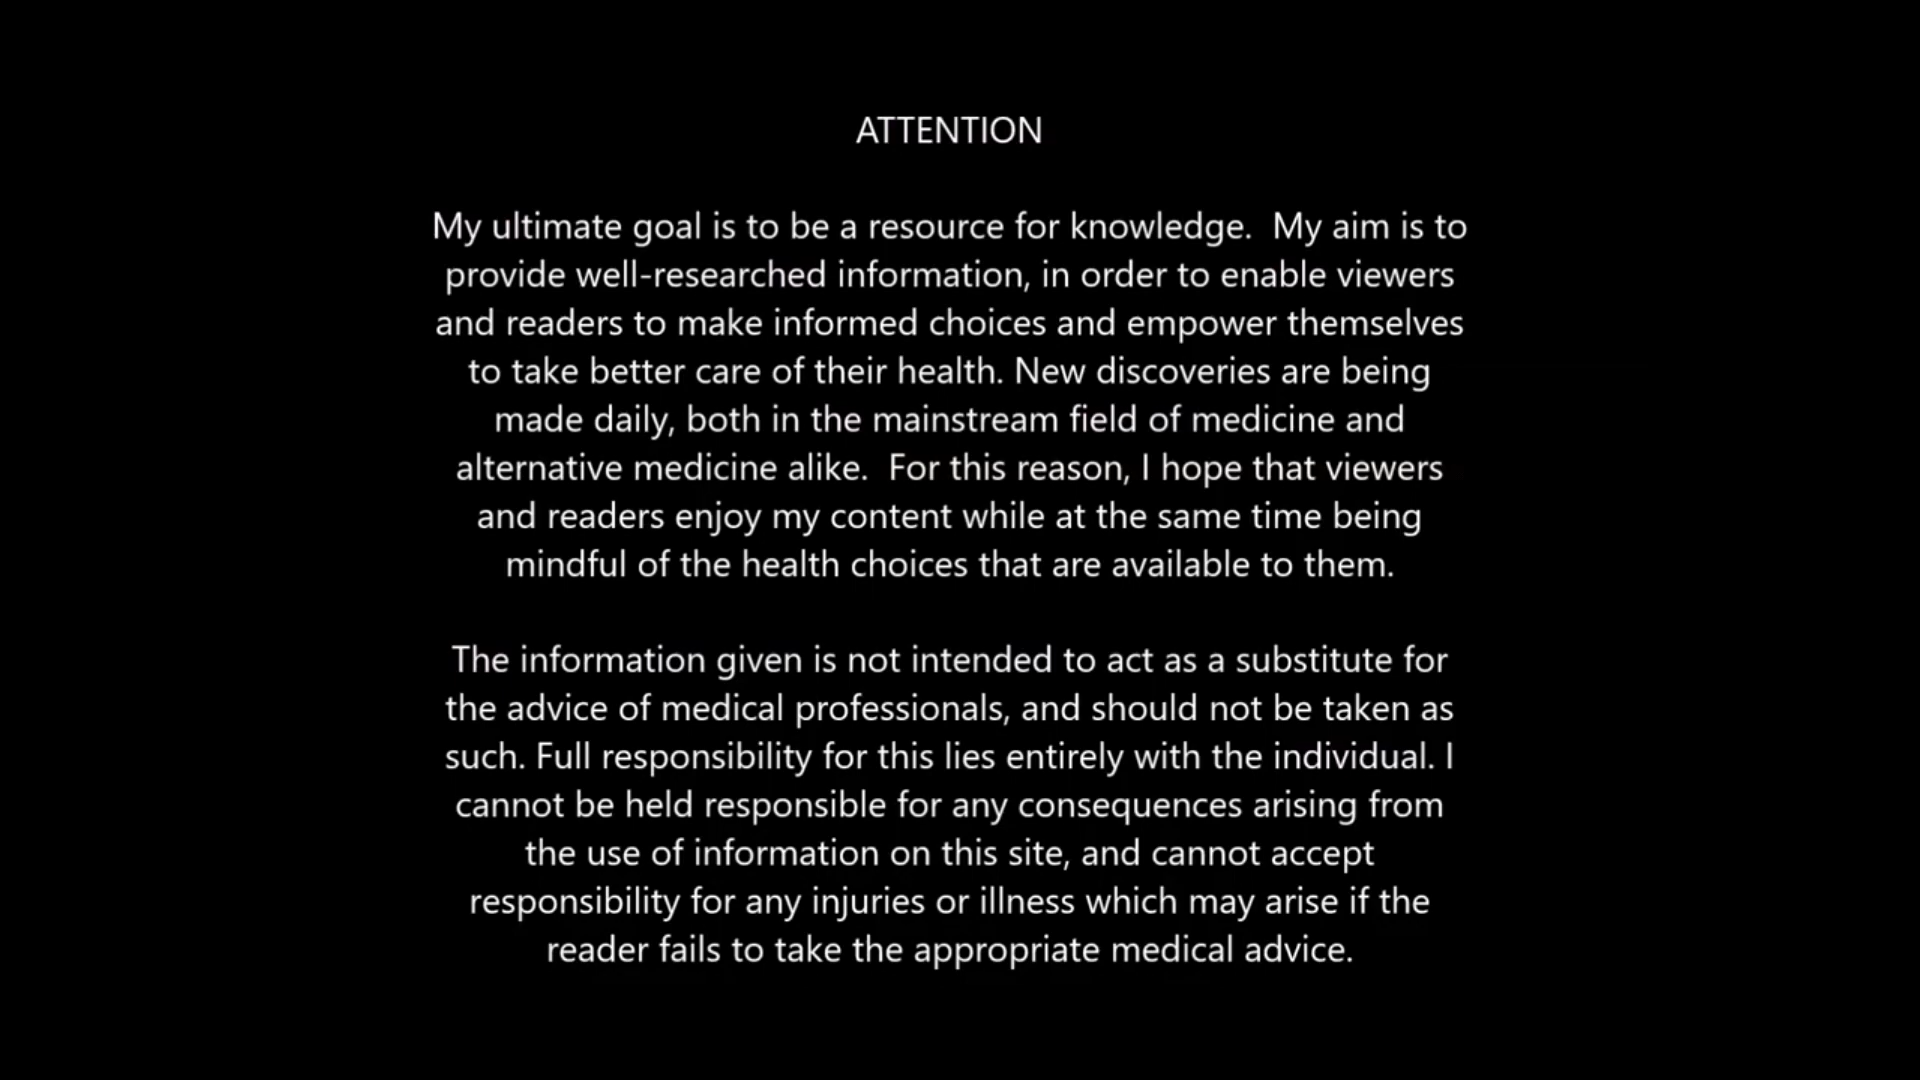 ATTENTION
My ultimate goal is to be a resource for knowledge.  My aim is to
provide well-researched information, in order to enable viewers
and readers to make informed choices and empower themselves
to take better care of their health. New discoveries are being
made daily, both in the mainstream field of medicine and
alternative medicine alike.  For this reason, I hope that viewers
and readers enjoy my content while at the same time being
mindful of the health choices that are available to them.
The information given is not intended to act as a substitute for
the advice of medical professionals, and should not be taken as
such. Full responsibility for this lies entirely with the individual. I
cannot be held responsible for any consequences arising from
the use of information on this site, and cannot accept
responsibility for any injuries or illness which may arise if the
reader fails to take the appropriate medical advice.